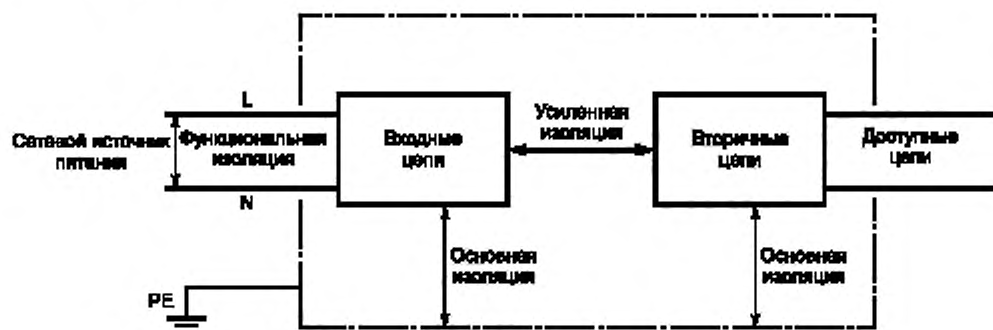 L
Сетевой источник
питания
Функциональная
изоляция
N
Входные
цепи
Усиленная
изоляция
Вторичные
цепи
Доступные
цепи
Основная
изоляция
Основная
изоляция
PE